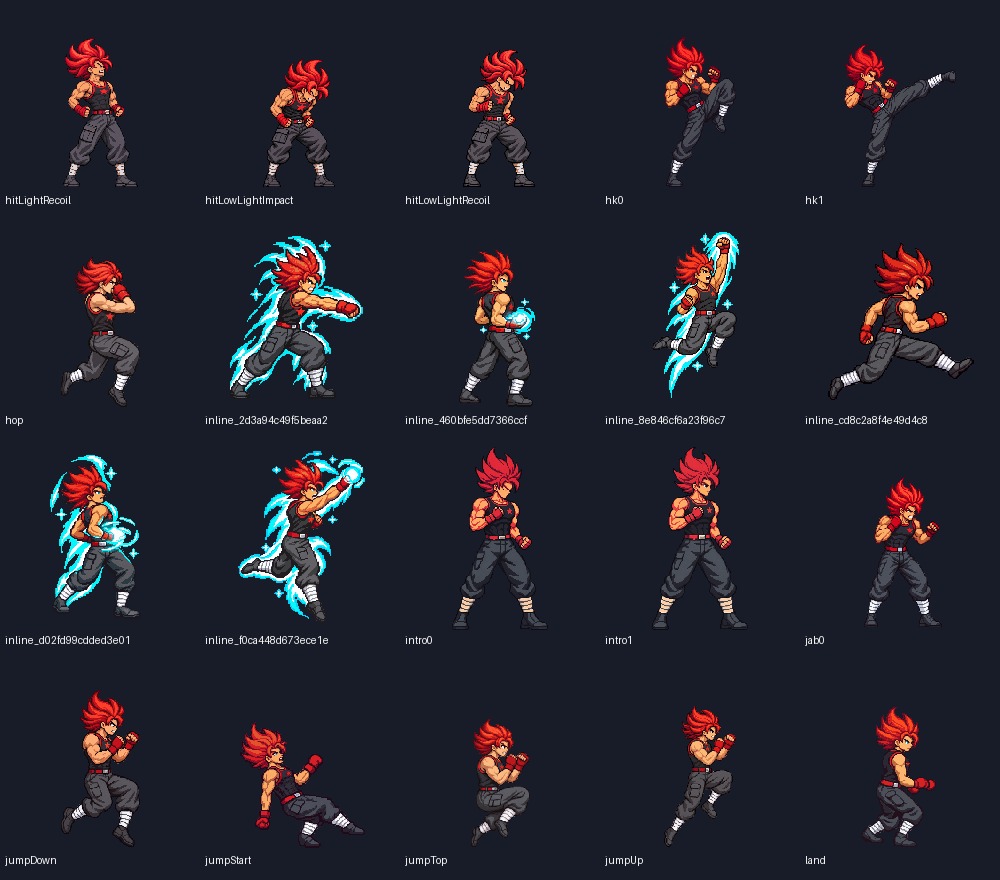 hitLightRecoil hitLowLightImpact hitLowLightRecoil hk0 hk1
hop inline_2d3a94c49f5beaa2 inline_460bfe5dd7366ccf inline_8e846cf6a23f96c7 inline_cd8c2a8f4e49d4c8
inline_d02fd99cdded3e01 inline_f0ca448d673ece1e intro0 intro1 jab0
jumpDown jumpStart jumpTop jumpUp land